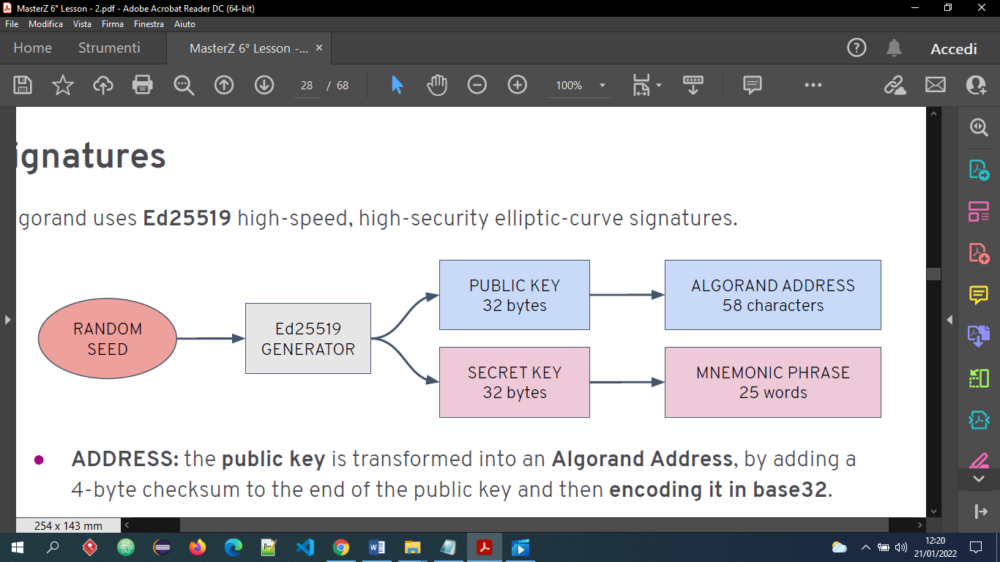 MasterZ 6° Lesson - 2.pdf - Adobe Acrobat Reader DC (64-bit)
File Modifica Vista Firma Finestra Aiuto
Home Strumenti MasterZ 6° Lesson -... × Accedi
28 / 68 100%
ignatures
gorand uses Ed25519 high-speed, high-security elliptic-curve signatures.
RANDOM
SEED
Ed25519
GENERATOR
PUBLIC KEY
32 bytes
ALGORAND ADDRESS
58 characters
SECRET KEY
32 bytes
MNEMONIC PHRASE
25 words
● ADDRESS: the public key is transformed into an Algorand Address, by adding a
4-byte checksum to the end of the public key and then encoding it in base32.
254 x 143 mm
12:20
21/01/2022